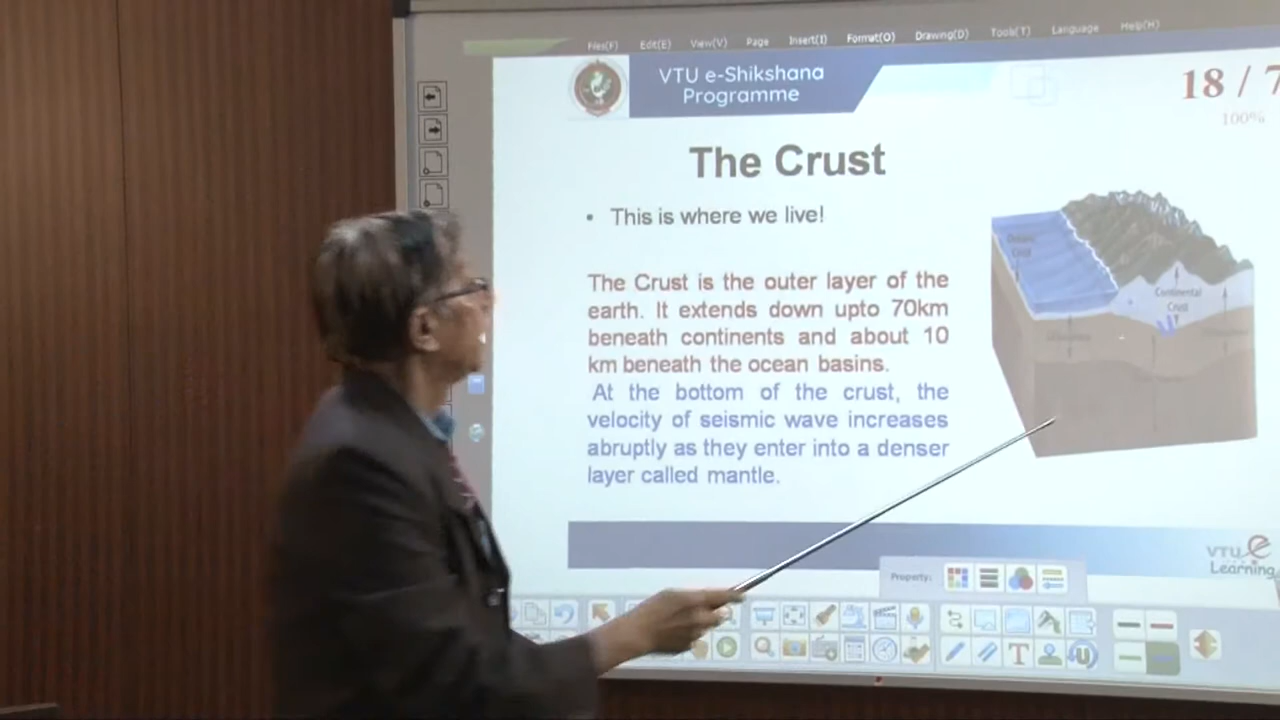 Files(F) Edit(E) View(V) Page Insert(I) Format(O) Drawing(D) Tools(T) Language Help(H)
VTU e-Shikshana
Programme
18 / 7
100%
The Crust
• This is where we live!
The Crust is the outer layer of the
earth. It extends down upto 70km
beneath continents and about 10
km beneath the ocean basins.
At the bottom of the crust, the
velocity of seismic wave increases
abruptly as they enter into a denser
layer called mantle.
Continental
Crust
VTU e
Learning
Property: